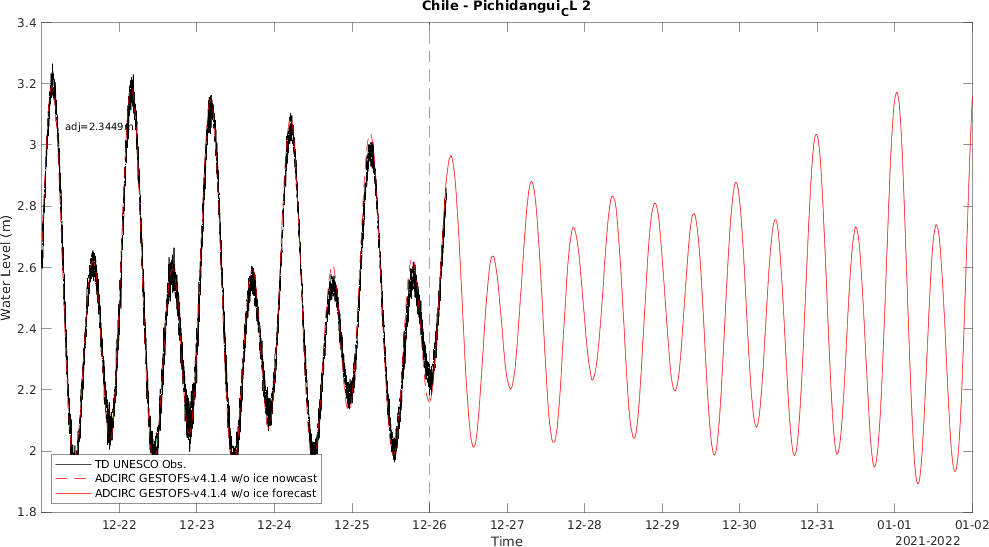 Chile - PichidanguiCL 2
3.4
3.2
3
2.8
2.6
2.4
2.2
2
1.8
Water Level (m)
adj=2.3449m
TD UNESCO Obs.
ADCIRC GESTOFS-v4.1.4 w/o ice nowcast
ADCIRC GESTOFS-v4.1.4 w/o ice forecast
12-22 12-23 12-24 12-25 12-26 12-27 12-28 12-29 12-30 12-31 01-01 01-02
Time
2021-2022